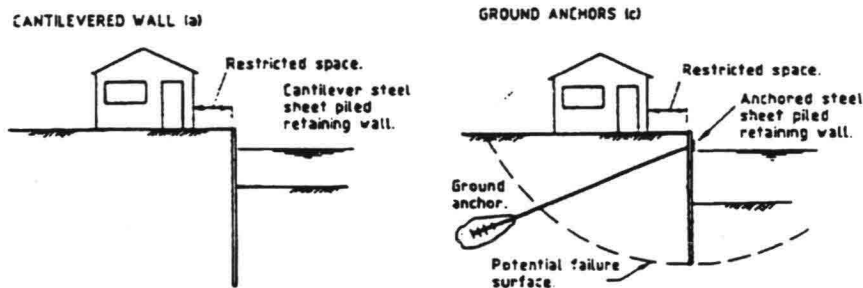 CANTILEVERED WALL (a)
Restricted space.
Cantilever steel
sheet piled
retaining wall.
GROUND ANCHORS (c)
Restricted space.
Anchored steel
sheet piled
retaining wall.
Ground
anchor.
Potential failure
surface.